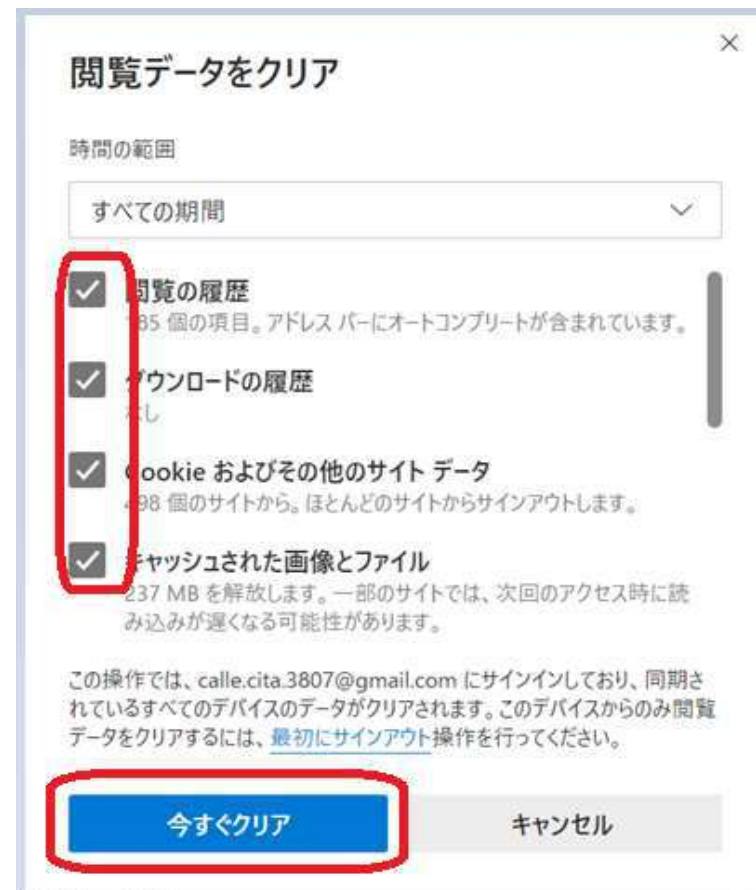 閲覧データをクリア
時間の範囲
すべての期間
閲覧の履歴
185 個の項目。アドレス バーにオートコンプリートが含まれています。
ダウンロードの履歴
なし
Cookie およびその他のサイト データ
498 個のサイトから。ほとんどのサイトからサインアウトします。
キャッシュされた画像とファイル
237 MB を解放します。一部のサイトでは、次回のアクセス時に読
み込みが遅くなる可能性があります。
この操作では、calle.cita.3807@gmail.com にサインインしており、同期さ
れているすべてのデバイスのデータがクリアされます。このデバイスからのみ閲覧
データをクリアするには、最初にサインアウト操作を行ってください。
今すぐクリア
キャンセル